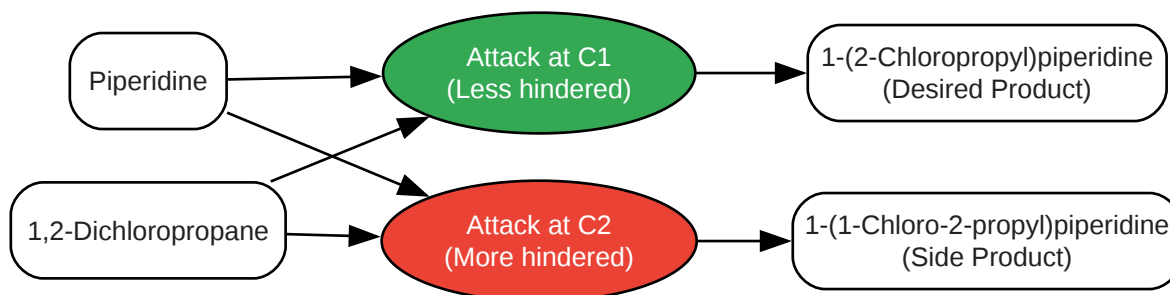 Piperidine
Attack at C1
(Less hindered)
1-(2-Chloropropyl)piperidine
(Desired Product)
1,2-Dichloropropane
Attack at C2
(More hindered)
1-(1-Chloro-2-propyl)piperidine
(Side Product)